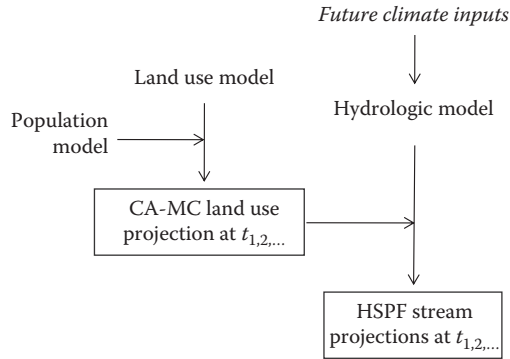 Future climate inputs
Land use model
Hydrologic model
Population
model
CA-MC land use
projection at t1,2,...
HSPF stream
projections at t1,2,...